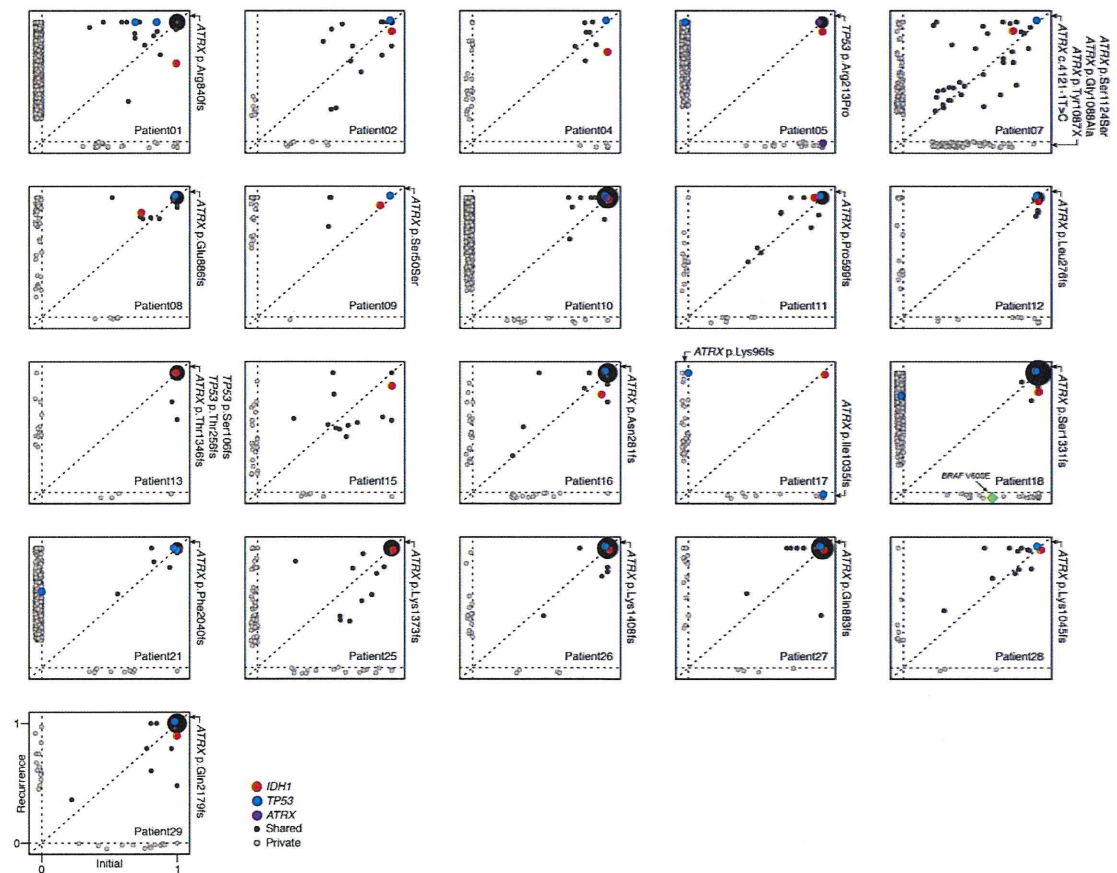 ATRX p.Arg840fs
Patient01
Patient02
Patient04
TP53 p.Arg213Pro
Patient05
ATRX p.Ser1124Ser
ATRX p.Gly1088Ala
ATRX p.Tyr1087X
ATRX c.4121-1T>C
Patient07
ATRX p.Glu886fs
Patient08
ATRX p.Ser50Ser
Patient09
Patient10
ATRX p.Pro599fs
Patient11
ATRX p.Leu276fs
Patient12
TP53 p.Ser106fs
TP53 p.Thr256fs
ATRX p.Thr1346fs
Patient13
Patient15
ATRX p.Asn281fs
Patient16
ATRX p.Lys96fs
ATRX p.Ile1035fs
Patient17
ATRX p.Ser1331fs
BRAF V600E
Patient18
ATRX p.Phe2040fs
Patient21
ATRX p.Lys1373fs
Patient25
ATRX p.Lys1408fs
Patient26
ATRX p.Gln883fs
Patient27
ATRX p.Lys1045fs
Patient28
ATRX p.Gln2179fs
Patient29
Recurrence
1
0
Initial
0
1
IDH1
TP53
ATRX
Shared
Private